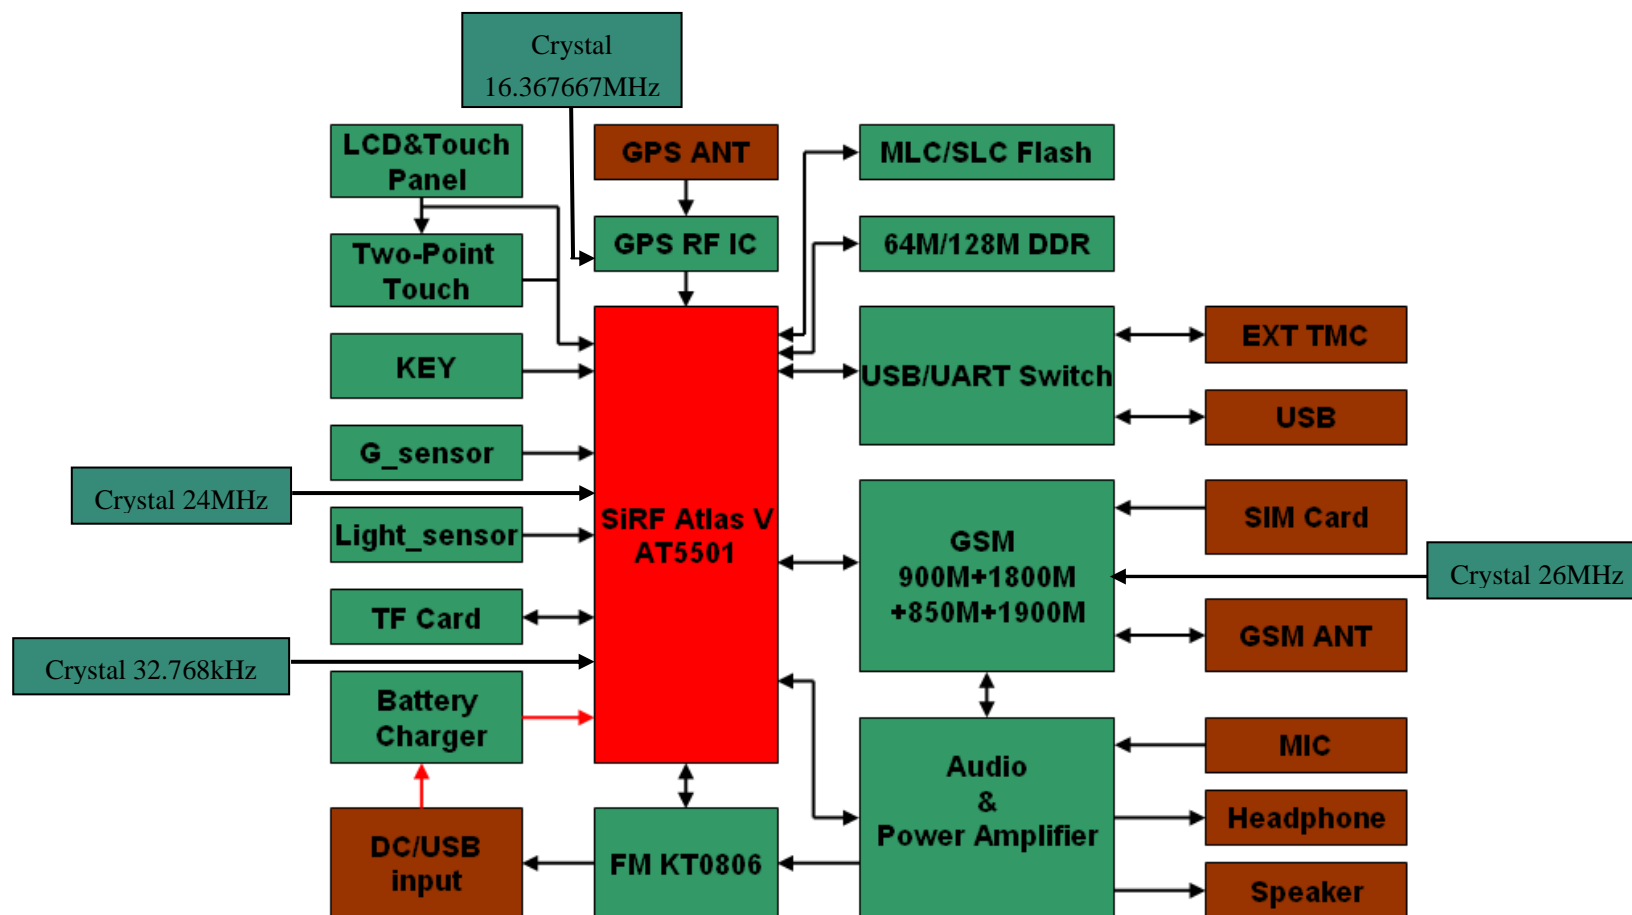 Crystal
16.367667MHz
LCD&Touch
Panel
GPS ANT
MLC/SLC Flash
Two-Point
Touch
GPS RF IC
64M/128M DDR
KEY
USB/UART Switch
EXT TMC
USB
G_sensor
Crystal 24MHz
Light_sensor
SiRF Atlas V
AT5501
GSM
900M+1800M
+850M+1900M
SIM Card
Crystal 26MHz
GSM ANT
TF Card
Crystal 32.768kHz
Battery
Charger
Audio
&
Power Amplifier
MIC
Headphone
Speaker
DC/USB
input
FM KT0806